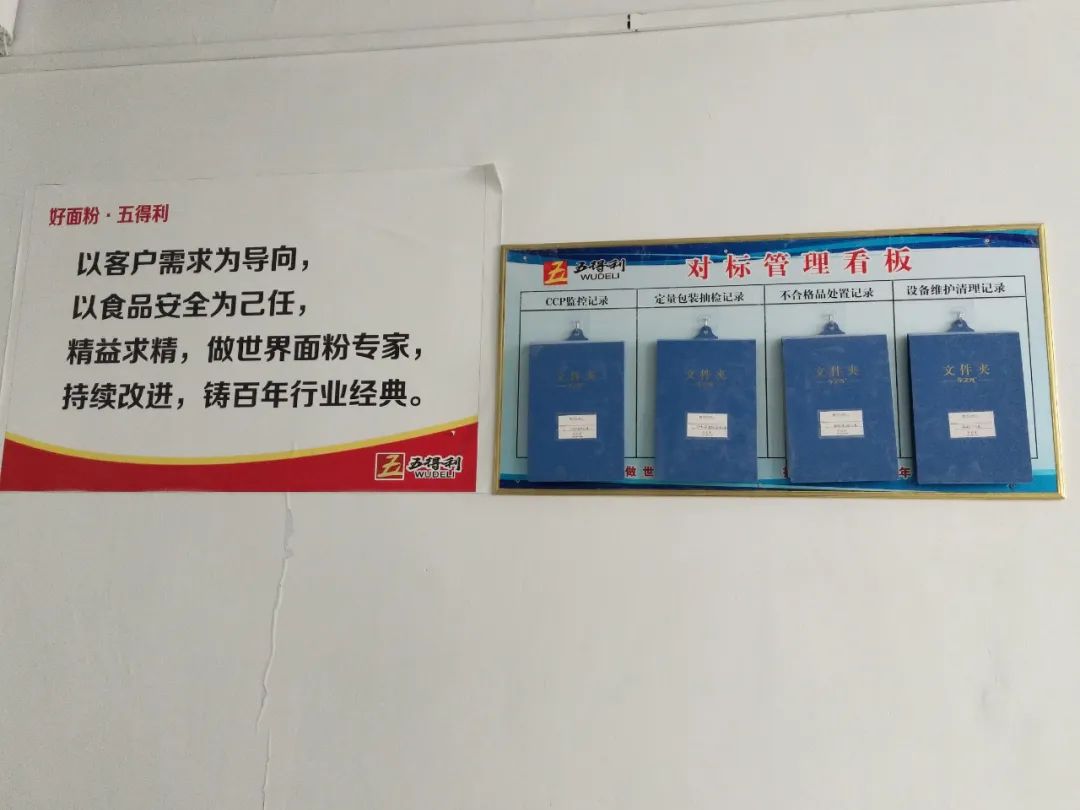 好面粉·五得利
以客户需求为导向，
以食品安全为己任，
精益求精，做世界面粉专家，
持续改进，铸百年行业经典。
五得利
WUDELI
五得利
WUDELI
对标管理看板
CCP监控记录
定量包装抽检记录
不合格品处置记录
设备维护清理记录
文件夹
文件夹
文件夹
文件夹
做世
年